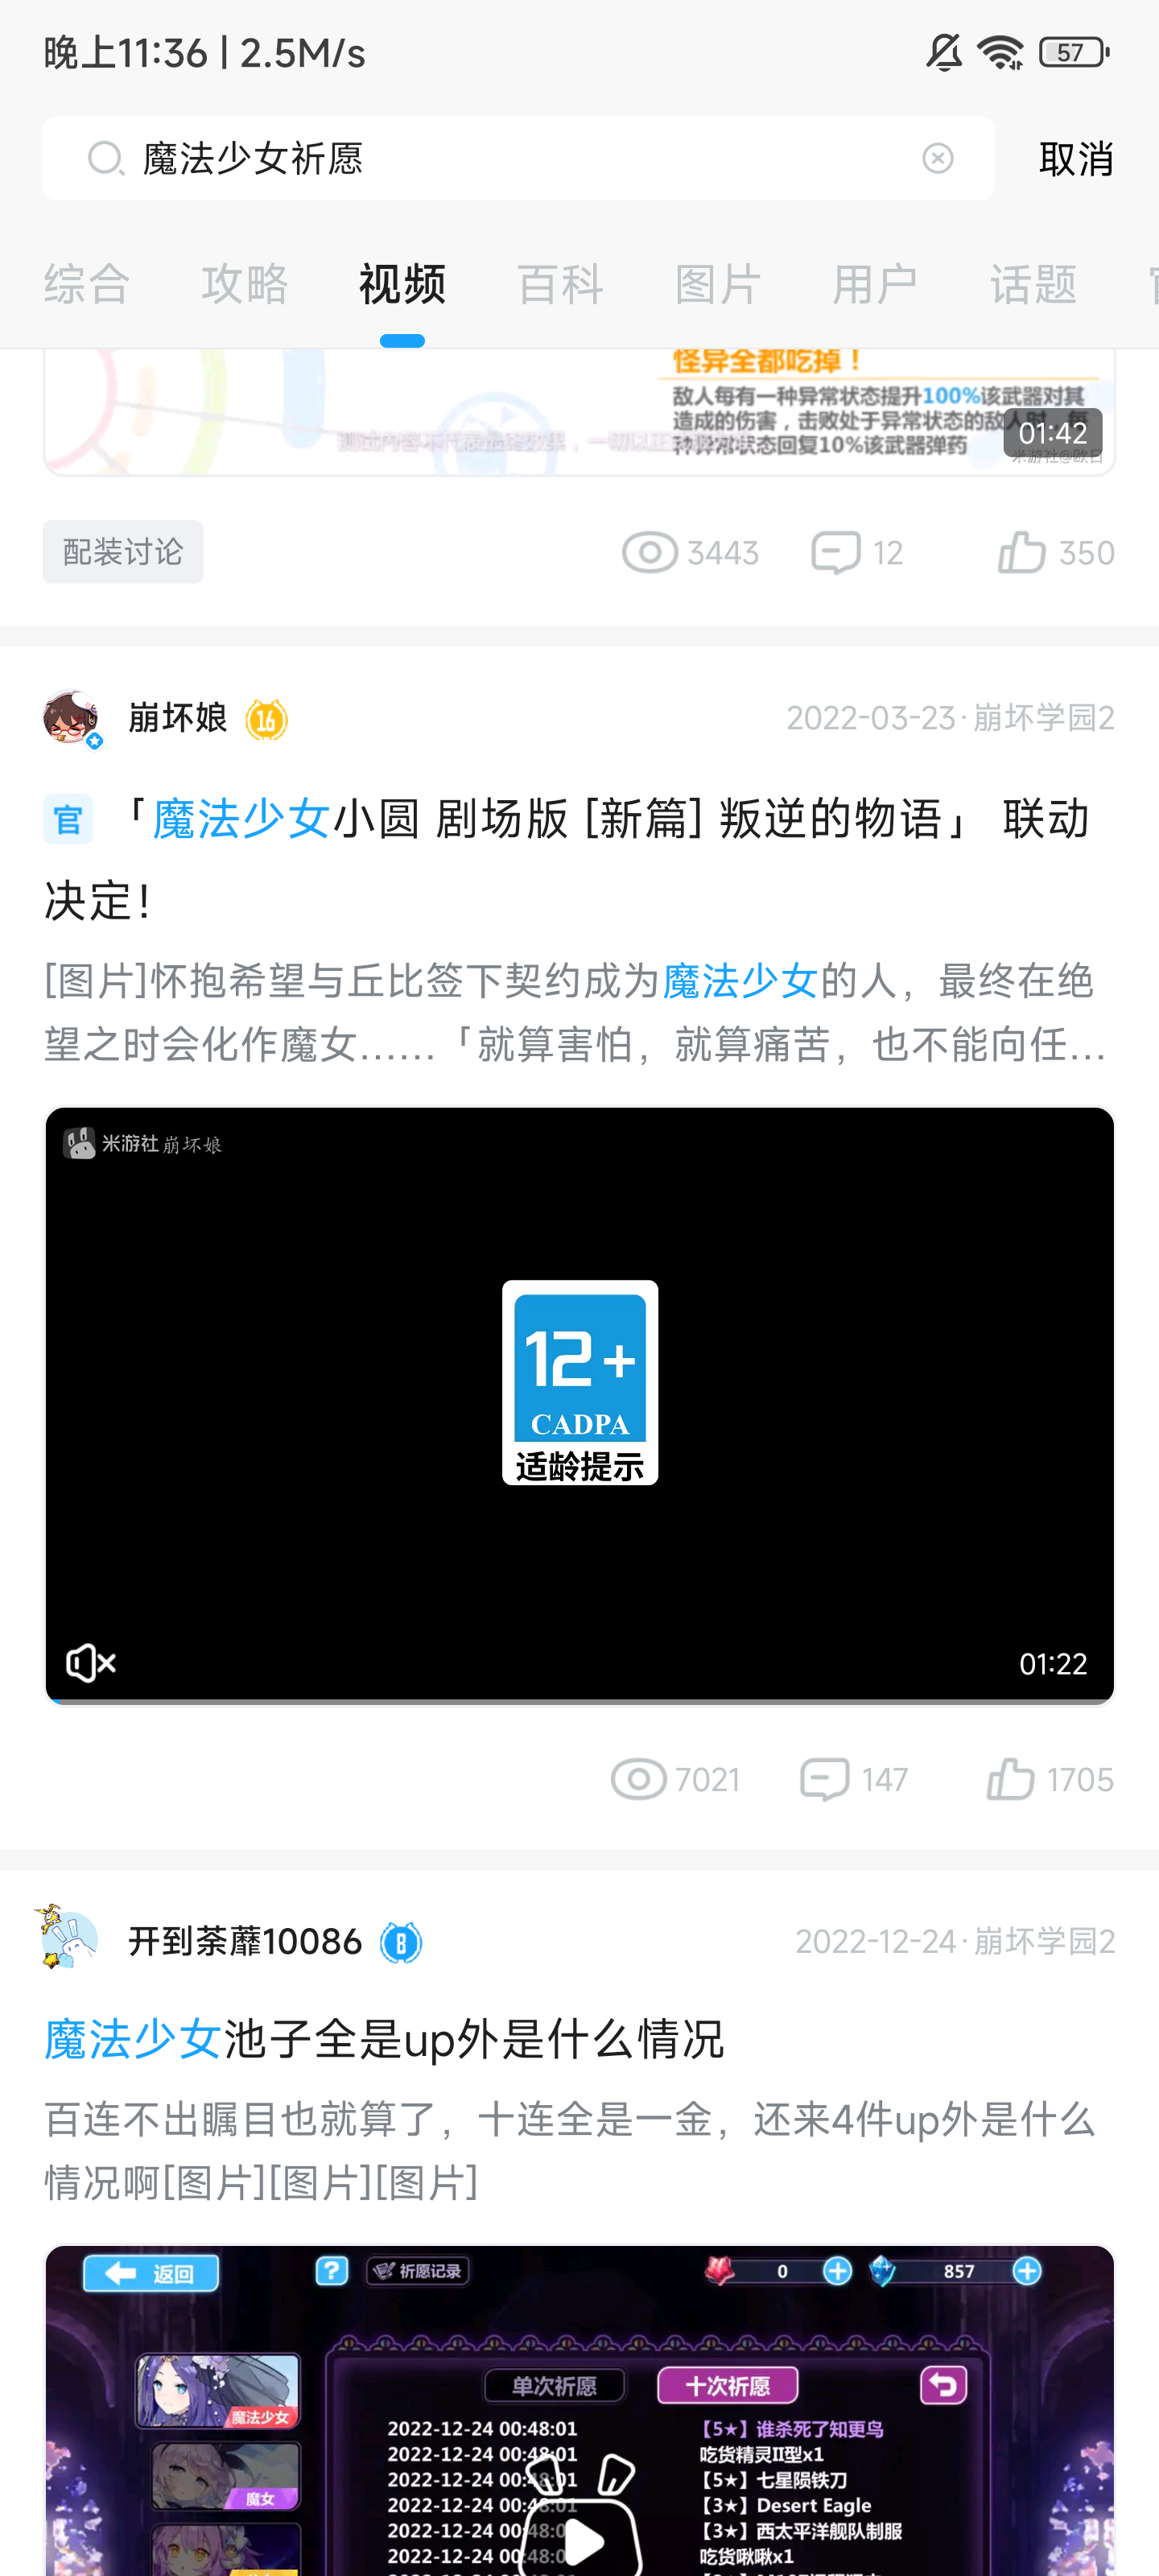 晚上11:36 | 2.5M/s
57
魔法少女祈愿
取消
综合 攻略 视频 百科 图片 用户 话题
怪异全都吃掉！
敌人每有一种异常状态提升100%该武器对其
造成的伤害，击败处于异常状态的敌人时，每
种异常状态回复10%该武器弹药
01:42
配装讨论
3443 12 350
崩坏娘 16
2022-03-23·崩坏学园2
官 「魔法少女小圆 剧场版 [新篇] 叛逆的物语」 联动
决定！
[图片]怀抱希望与丘比签下契约成为魔法少女的人，最终在绝
望之时会化作魔女……「就算害怕，就算痛苦，也不能向任...
米游社 崩坏娘
12+
CADPA
适龄提示
01:22
7021 147 1705
开到荼蘼10086
2022-12-24·崩坏学园2
魔法少女池子全是up外是什么情况
百连不出瞩目也就算了，十连全是一金，还来4件up外是什么
情况啊[图片][图片][图片]
返回 ? 祈愿记录 0 857
单次祈愿 十次祈愿
魔法少女
2022-12-24 00:48:01 【5★】谁杀死了知更鸟
2022-12-24 00:48:01 吃货精灵II型x1
2022-12-24 00:48:01 【5★】七星陨铁刀
2022-12-24 00:48:01 【3★】Desert Eagle
魔女
2022-12-24 00:48:01 【3★】西太平洋舰队制服
2022-12-24 00:48:01 吃货啾啾x1